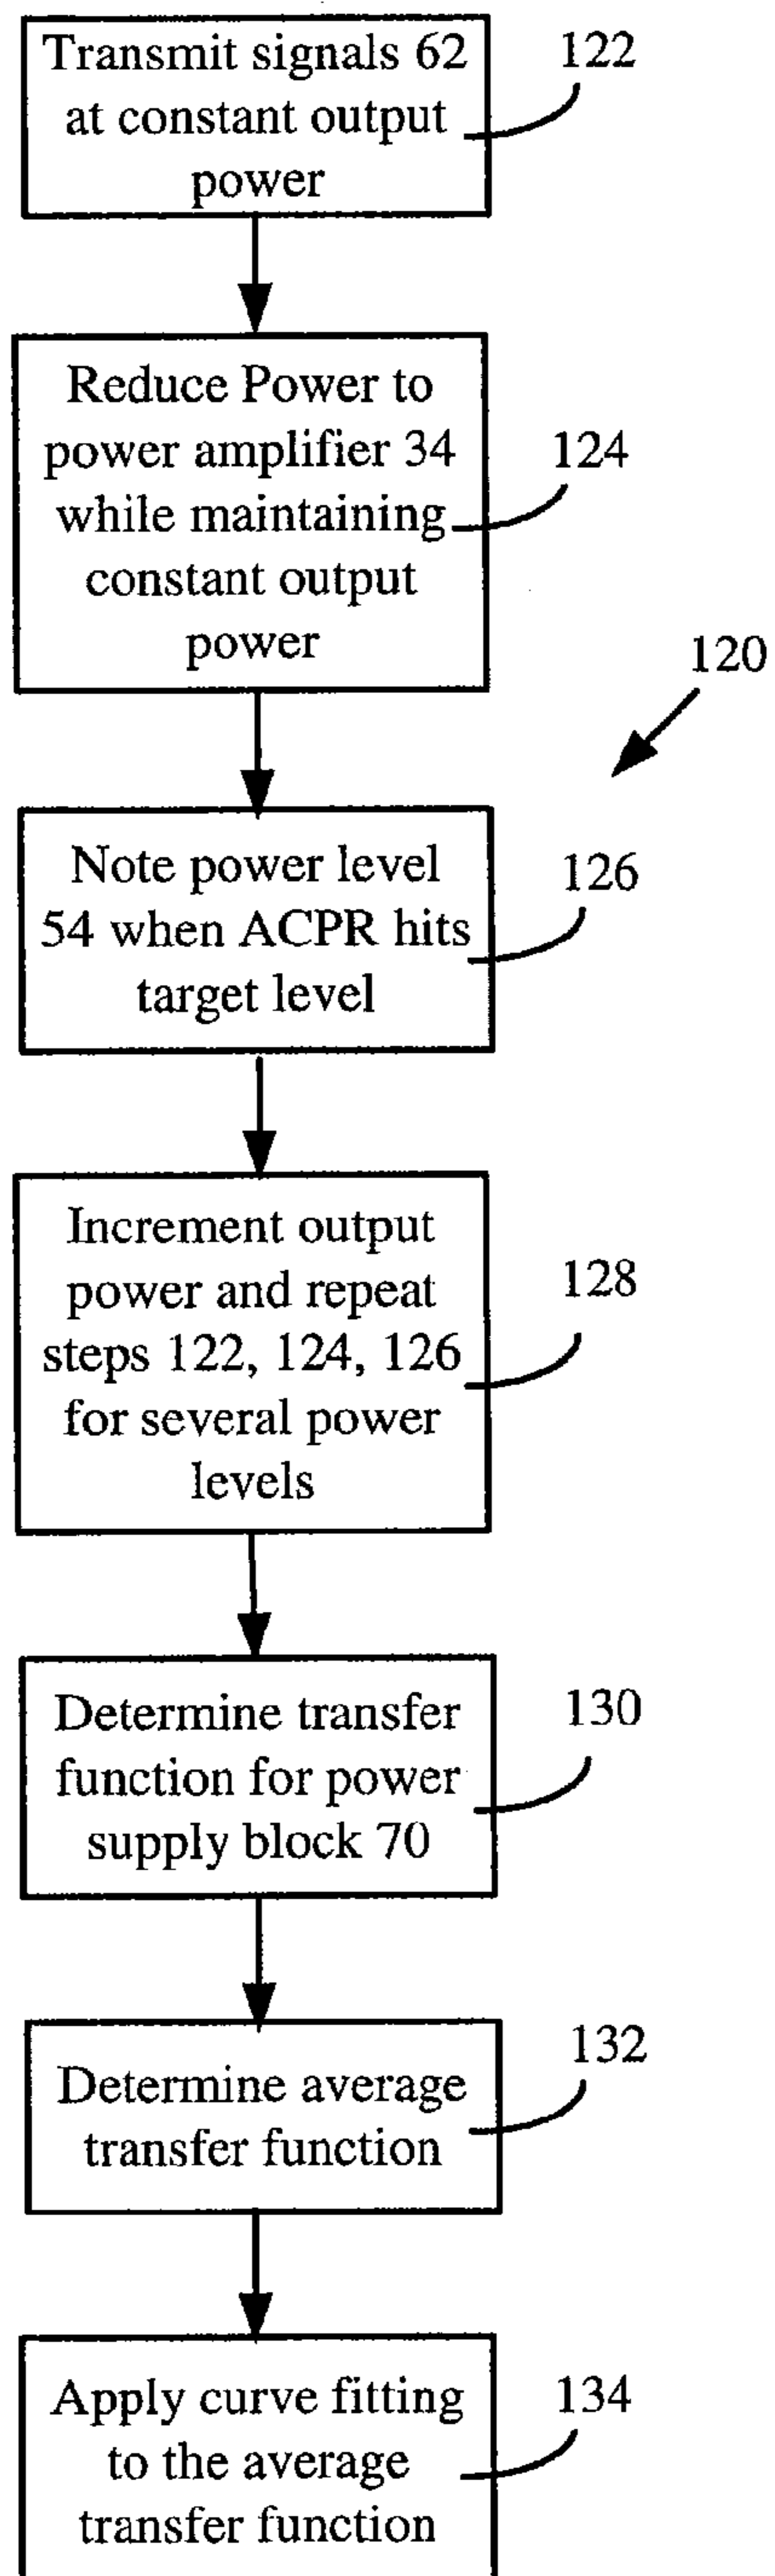 Transmit signals 62
at constant output
power
122
Reduce Power to
power amplifier 34
while maintaining
constant output
power
124
120
Note power level
54 when ACPR hits
target level
126
Increment output
power and repeat
steps 122, 124, 126
for several power
levels
128
Determine transfer
function for power
supply block 70
130
Determine average
transfer function
132
Apply curve fitting
to the average
transfer function
134